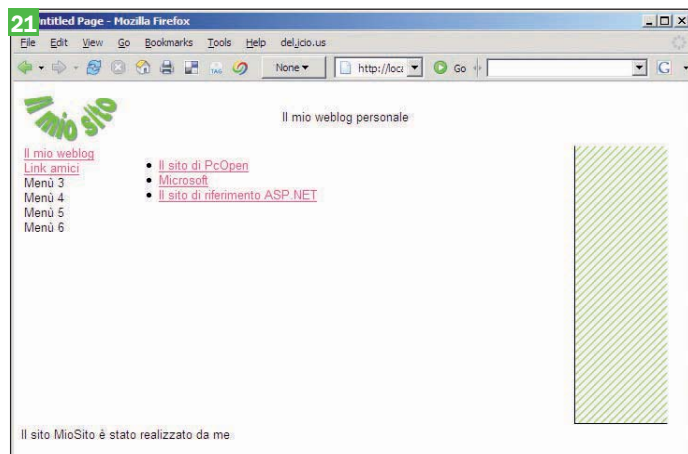 21
ntitled Page - Mozilla Firefox
File Edit View Go Bookmarks Tools Help del.icio.us
TAG None http://loca Go G
Il mio sito
Il mio weblog personale
Il mio weblog
Link amici
Menù 3
Menù 4
Menù 5
Menù 6
Il sito di PcOpen
Microsoft
Il sito di riferimento ASP.NET
Il sito MioSito è stato realizzato da me